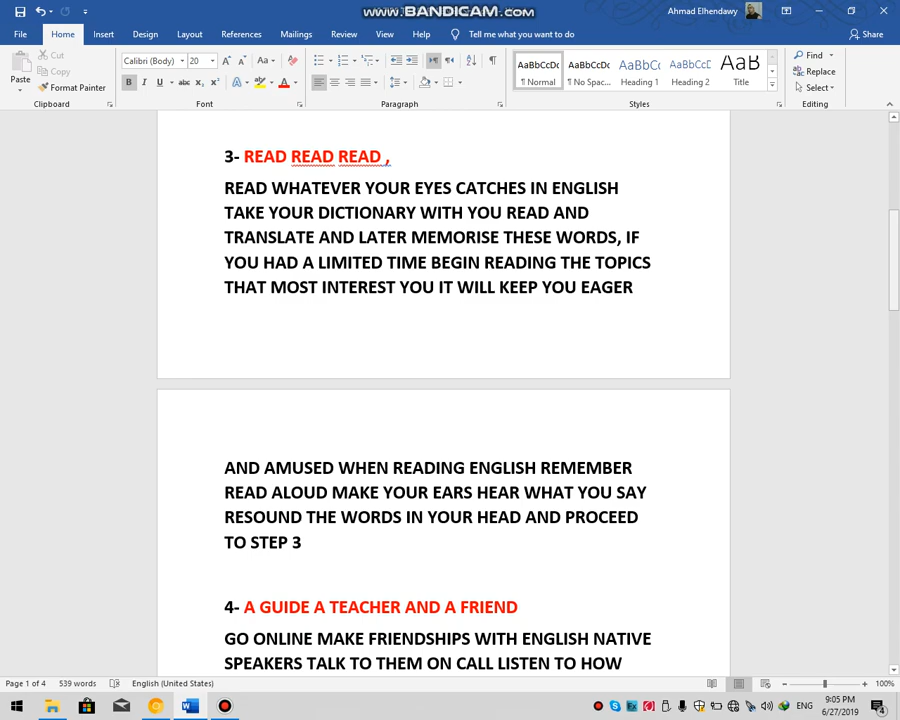 www.BANDICAM.com
Ahmad Elhendawy
File Home Insert Design Layout References Mailings Review View Help Tell me what you want to do Share
Cut
Copy
Paste
Format Painter
Calibri (Body) 20
Aa
B I U abc X₂ X² A A
AaBbCcDc AaBbCcDc AaBbC( AaBbCcD AaB
¶ Normal ¶ No Spac... Heading 1 Heading 2 Title
Find
Replace
Select
Clipboard Font Paragraph Styles Editing
3- READ READ READ ,
READ WHATEVER YOUR EYES CATCHES IN ENGLISH
TAKE YOUR DICTIONARY WITH YOU READ AND
TRANSLATE AND LATER MEMORISE THESE WORDS, IF
YOU HAD A LIMITED TIME BEGIN READING THE TOPICS
THAT MOST INTEREST YOU IT WILL KEEP YOU EAGER
AND AMUSED WHEN READING ENGLISH REMEMBER
READ ALOUD MAKE YOUR EARS HEAR WHAT YOU SAY
RESOUND THE WORDS IN YOUR HEAD AND PROCEED
TO STEP 3
4- A GUIDE A TEACHER AND A FRIEND
GO ONLINE MAKE FRIENDSHIPS WITH ENGLISH NATIVE
SPEAKERS TALK TO THEM ON CALL LISTEN TO HOW
Page 1 of 4 539 words English (United States) 100%
ENG 9:05 PM
6/27/2019
4